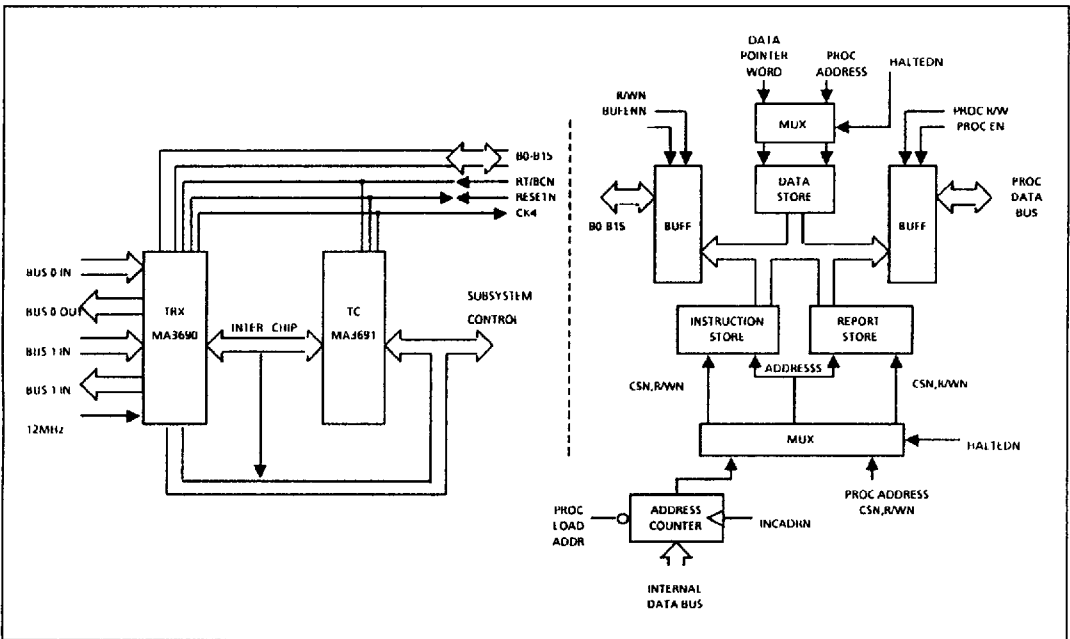 B0-B15
RT/BCN
RESETN
CK4
BUS 0 IN
BUS 0 OUT
BUS 1 IN
BUS 1 IN
12MHz
TRX
MA3690
INTER CHIP
TC
MA3691
SUBSYSTEM
CONTROL
DATA
POINTER
WORD
PROC
ADDRESS
HALTEDN
R/WN
BUFENN
MUX
PROC R/W
PROC EN
B0 B15
BUFF
DATA
STORE
BUFF
PROC
DATA
BUS
INSTRUCTION
STORE
REPORT
STORE
ADDRESSS
CSN,R/WN
CSN,R/WN
MUX
HALTEDN
PROC ADDRESS
CSN,R/WN
PROC
LOAD
ADDR
ADDRESS
COUNTER
INCADRN
INTERNAL
DATA BUS